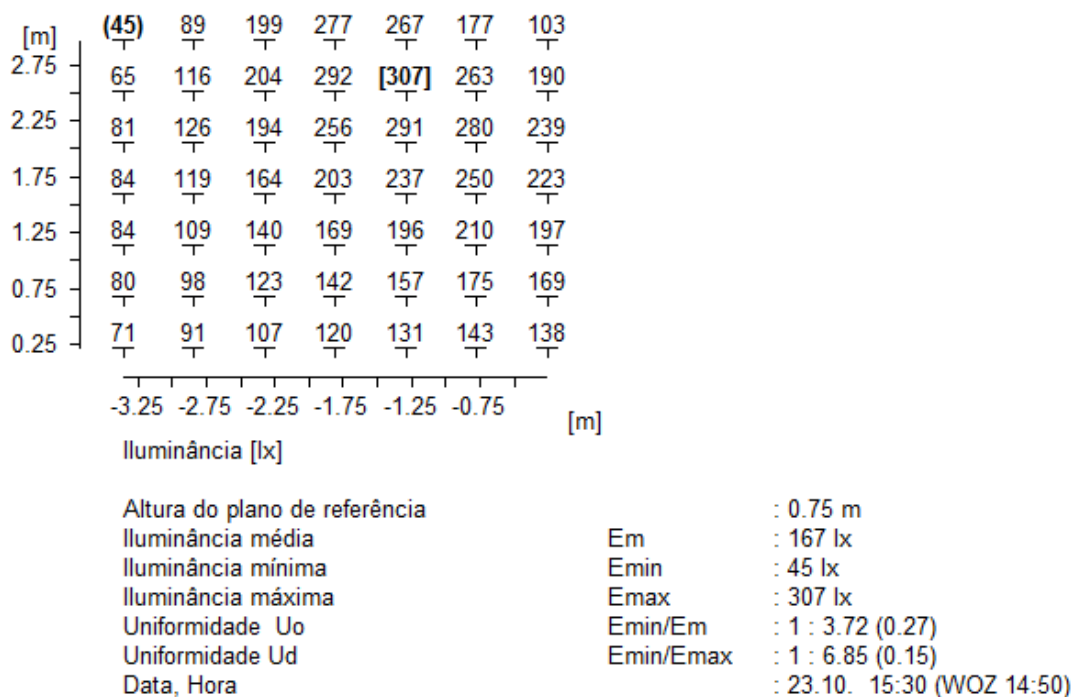 [m] (45) 89 199 277 267 177 103
2.75 65 116 204 292 [307] 263 190
2.25 81 126 194 256 291 280 239
1.75 84 119 164 203 237 250 223
1.25 84 109 140 169 196 210 197
0.75 80 98 123 142 157 175 169
0.25 71 91 107 120 131 143 138
-3.25 -2.75 -2.25 -1.75 -1.25 -0.75 [m]
Iluminância [lx]
Altura do plano de referência : 0.75 m
Iluminância média Em : 167 lx
Iluminância mínima Emin : 45 lx
Iluminância máxima Emax : 307 lx
Uniformidade Uo Emin/Em : 1 : 3.72 (0.27)
Uniformidade Ud Emin/Emax : 1 : 6.85 (0.15)
Data, Hora : 23.10. 15:30 (WOZ 14:50)